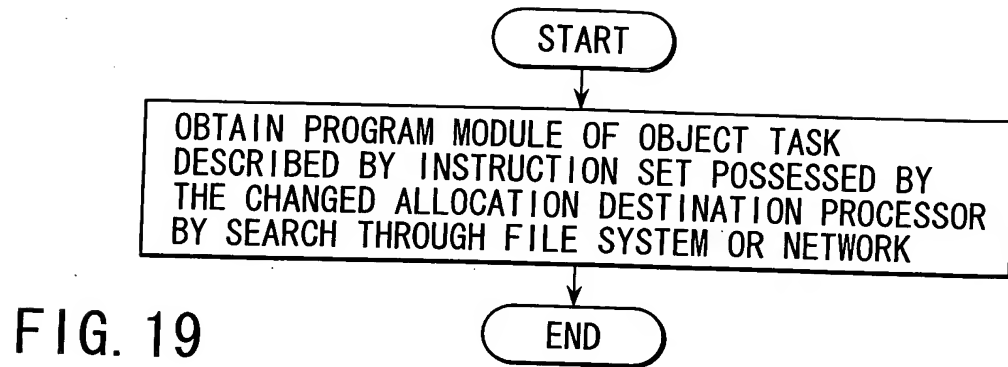 START
OBTAIN PROGRAM MODULE OF OBJECT TASK
DESCRIBED BY INSTRUCTION SET POSSESSED BY
THE CHANGED ALLOCATION DESTINATION PROCESSOR
BY SEARCH THROUGH FILE SYSTEM OR NETWORK
END
FIG. 19